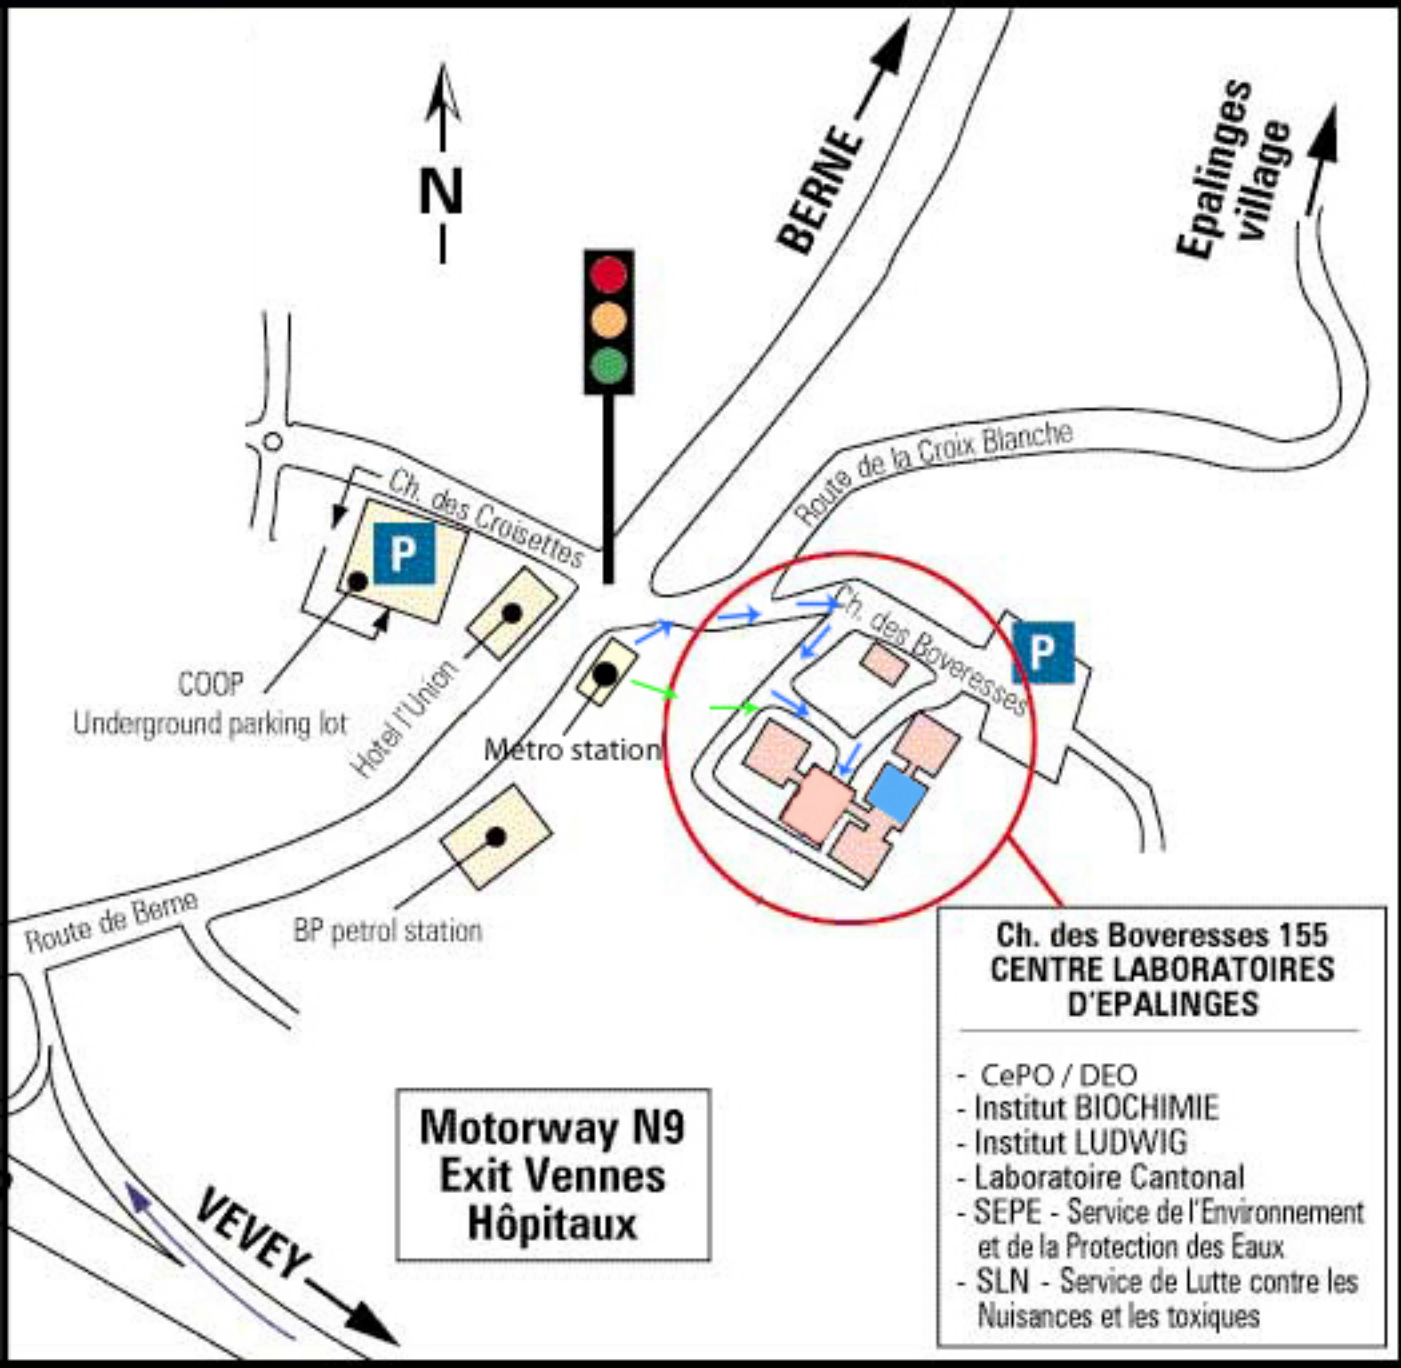 N
BERNE
Epalinges
village
Route de la Croix Blanche
Ch. des Croisettes
P
Ch. des Boveresses
P
COOP
Underground parking lot
Hotel l'Union
Metro station
BP petrol station
Route de Berne
Ch. des Boveresses 155
CENTRE LABORATOIRES
D'EPALINGES
- CePO / DEO
- Institut BIOCHIMIE
- Institut LUDWIG
- Laboratoire Cantonal
- SEPE - Service de l'Environnement
et de la Protection des Eaux
- SLN - Service de Lutte contre les
Nuisances et les toxiques
Motorway N9
Exit Vennes
Hôpitaux
VEVEY